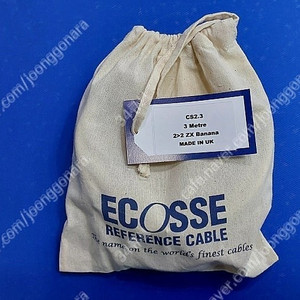 CS2.3
3 Metre
2>2 ZX Banana
MADE IN UK
ECOSSE
REFERENCE CABLE
The name on the world's finest cables